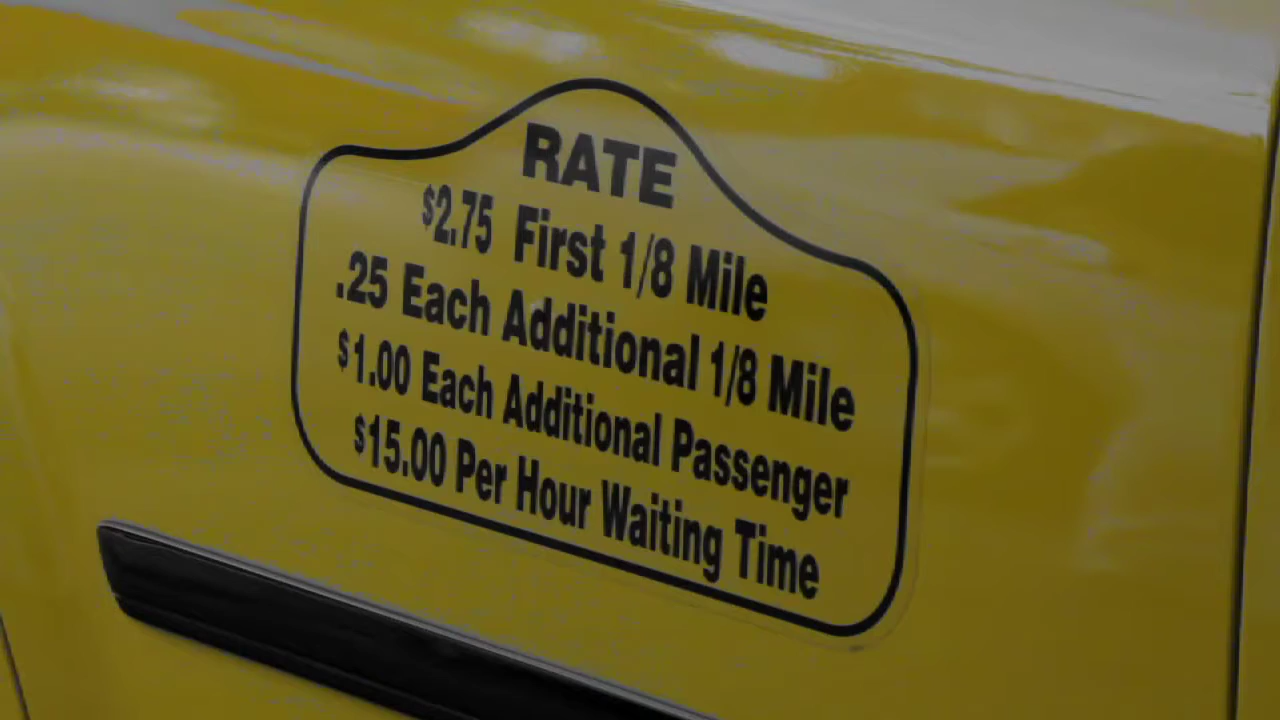 RATE
$2.75 First 1/8 Mile
.25 Each Additional 1/8 Mile
$1.00 Each Additional Passenger
$15.00 Per Hour Waiting Time